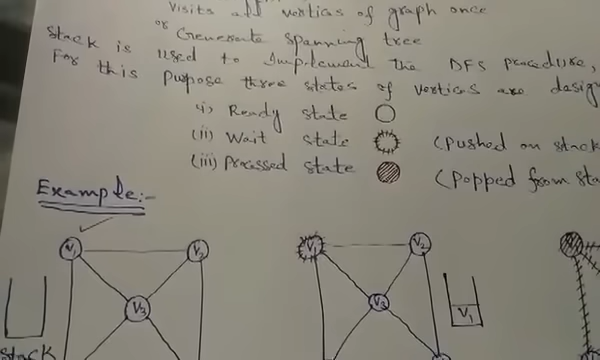 visits all vertices of graph once
or Generate spanning tree
Stack is used to Implement the DFS procedure,
For this purpose three states of vertices are desig
(i) Ready state
(ii) Wait state (pushed on stack
(iii) Processed state (popped from sta
Example:-
V1 V2 V1 V2
V3 V3 V1
Stack